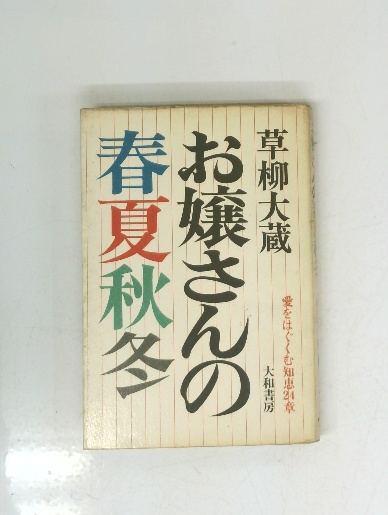 草柳大蔵
お嬢さんの
春夏秋冬
愛をはぐくむ知恵24章
大和書房